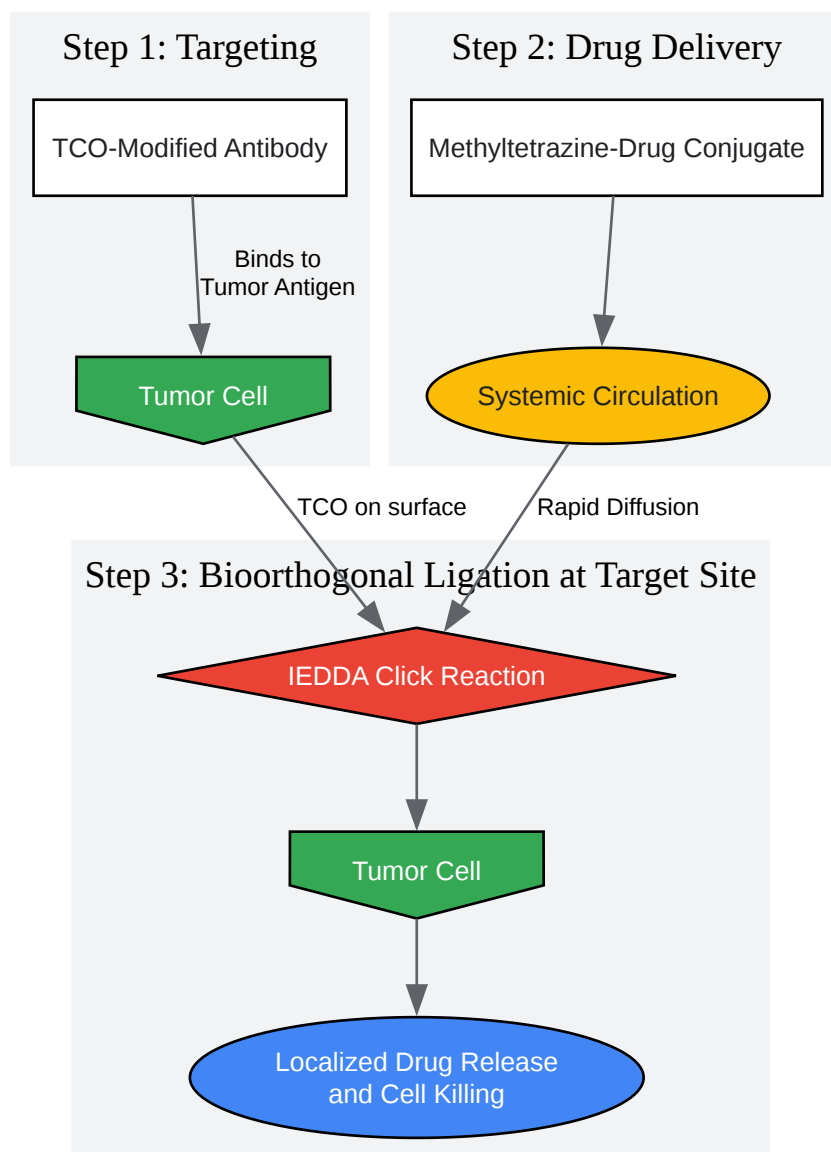 Step 1: Targeting
TCO-Modified Antibody
Binds to
Tumor Antigen
Tumor Cell
Step 2: Drug Delivery
Methyltetrazine-Drug Conjugate
Systemic Circulation
TCO on surface
Rapid Diffusion
Step 3: Bioorthogonal Ligation at Target Site
IEDDA Click Reaction
Tumor Cell
Localized Drug Release
and Cell Killing